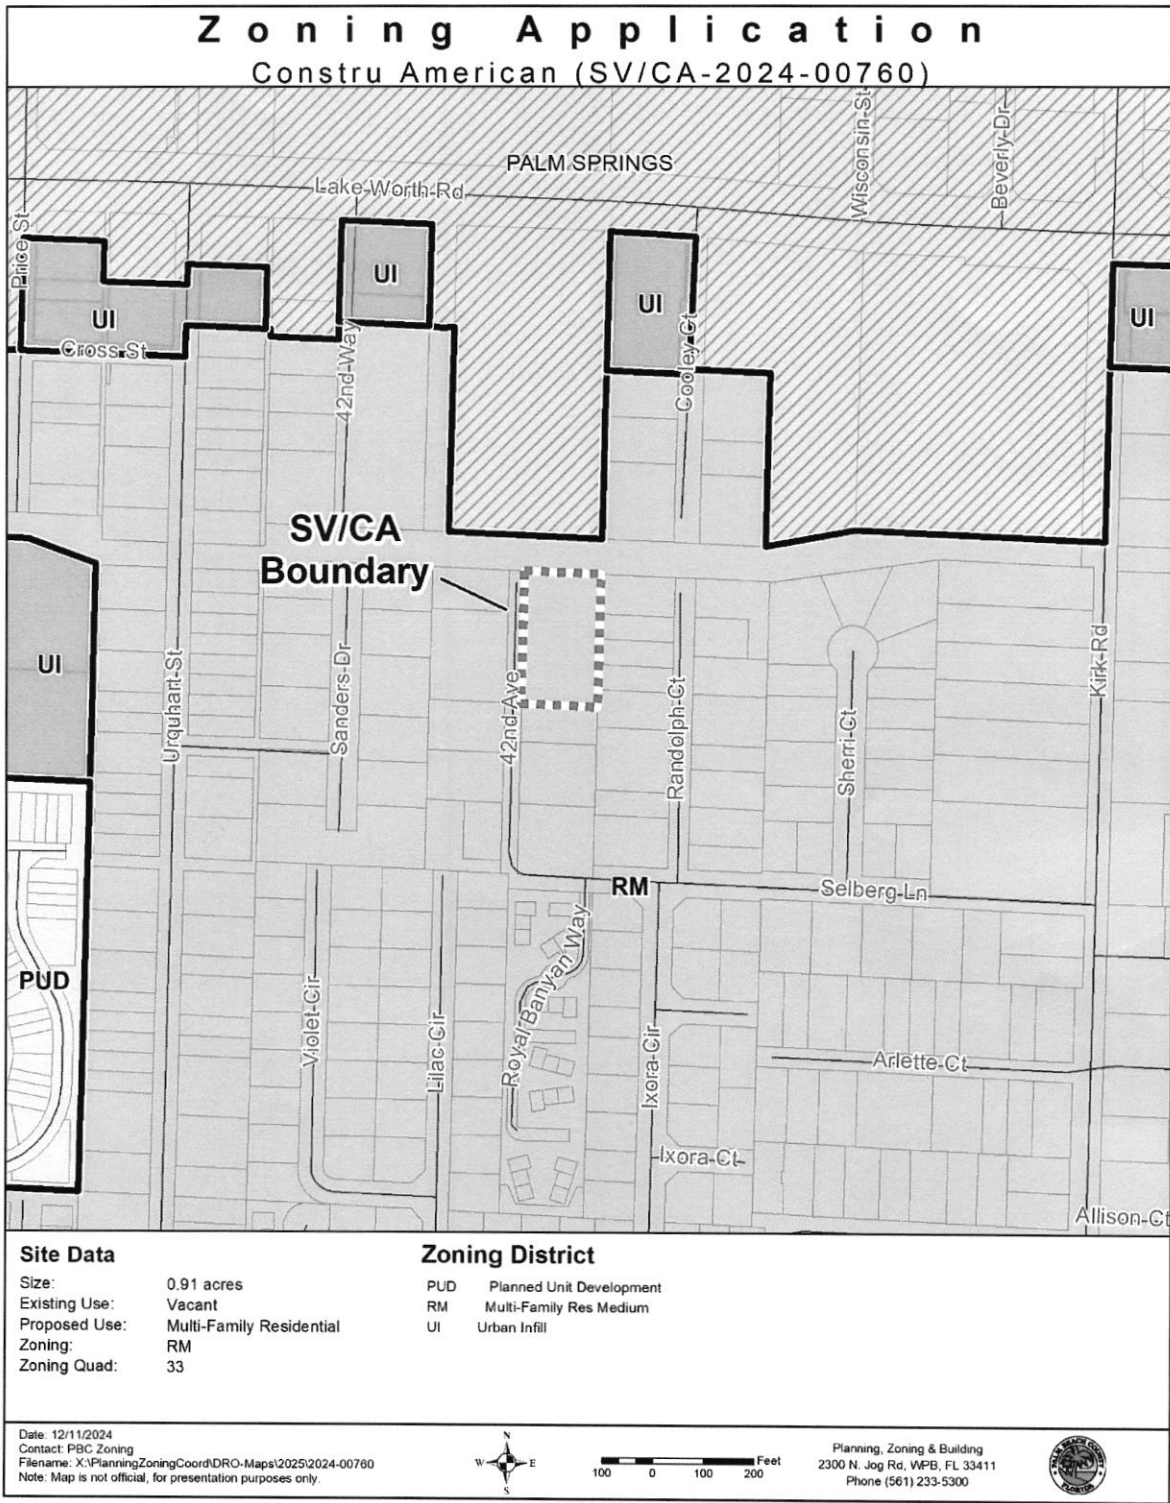 Zoning Application
Constru American (SV/CA-2024-00760)
PALM SPRINGS
Wisconsin-St
Beverly-Dr
Lake-Worth-Rd
Price-St
UI
UI
UI
UI
UI
Cross-St
42nd-Way
Cooley-Ct
SV/CA
Boundary
Urquhart-St
Sanders-Dr
42nd-Ave
Randolph-Ct
Sherri-Ct
Kirk-Rd
RM
Selberg-Ln
PUD
Violet-Cir
Lilac-Cir
Royal Banyan Way
Ixora-Cir
Arlette-Ct
Ixora-Ct
Allison-Ct
Site Data
Size: 0.91 acres
Existing Use: Vacant
Proposed Use: Multi-Family Residential
Zoning: RM
Zoning Quad: 33
Zoning District
PUD Planned Unit Development
RM Multi-Family Res Medium
UI Urban Infill
Date: 12/11/2024
Contact: PBC Zoning
Filename: X:\PlanningZoningCoord\DRO-Maps\2025\2024-00760
Note: Map is not official, for presentation purposes only.
N
W E
S
Feet
100 0 100 200
Planning, Zoning & Building
2300 N. Jog Rd, WPB, FL 33411
Phone (561) 233-5300
PALM BEACH COUNTY
FLORIDA